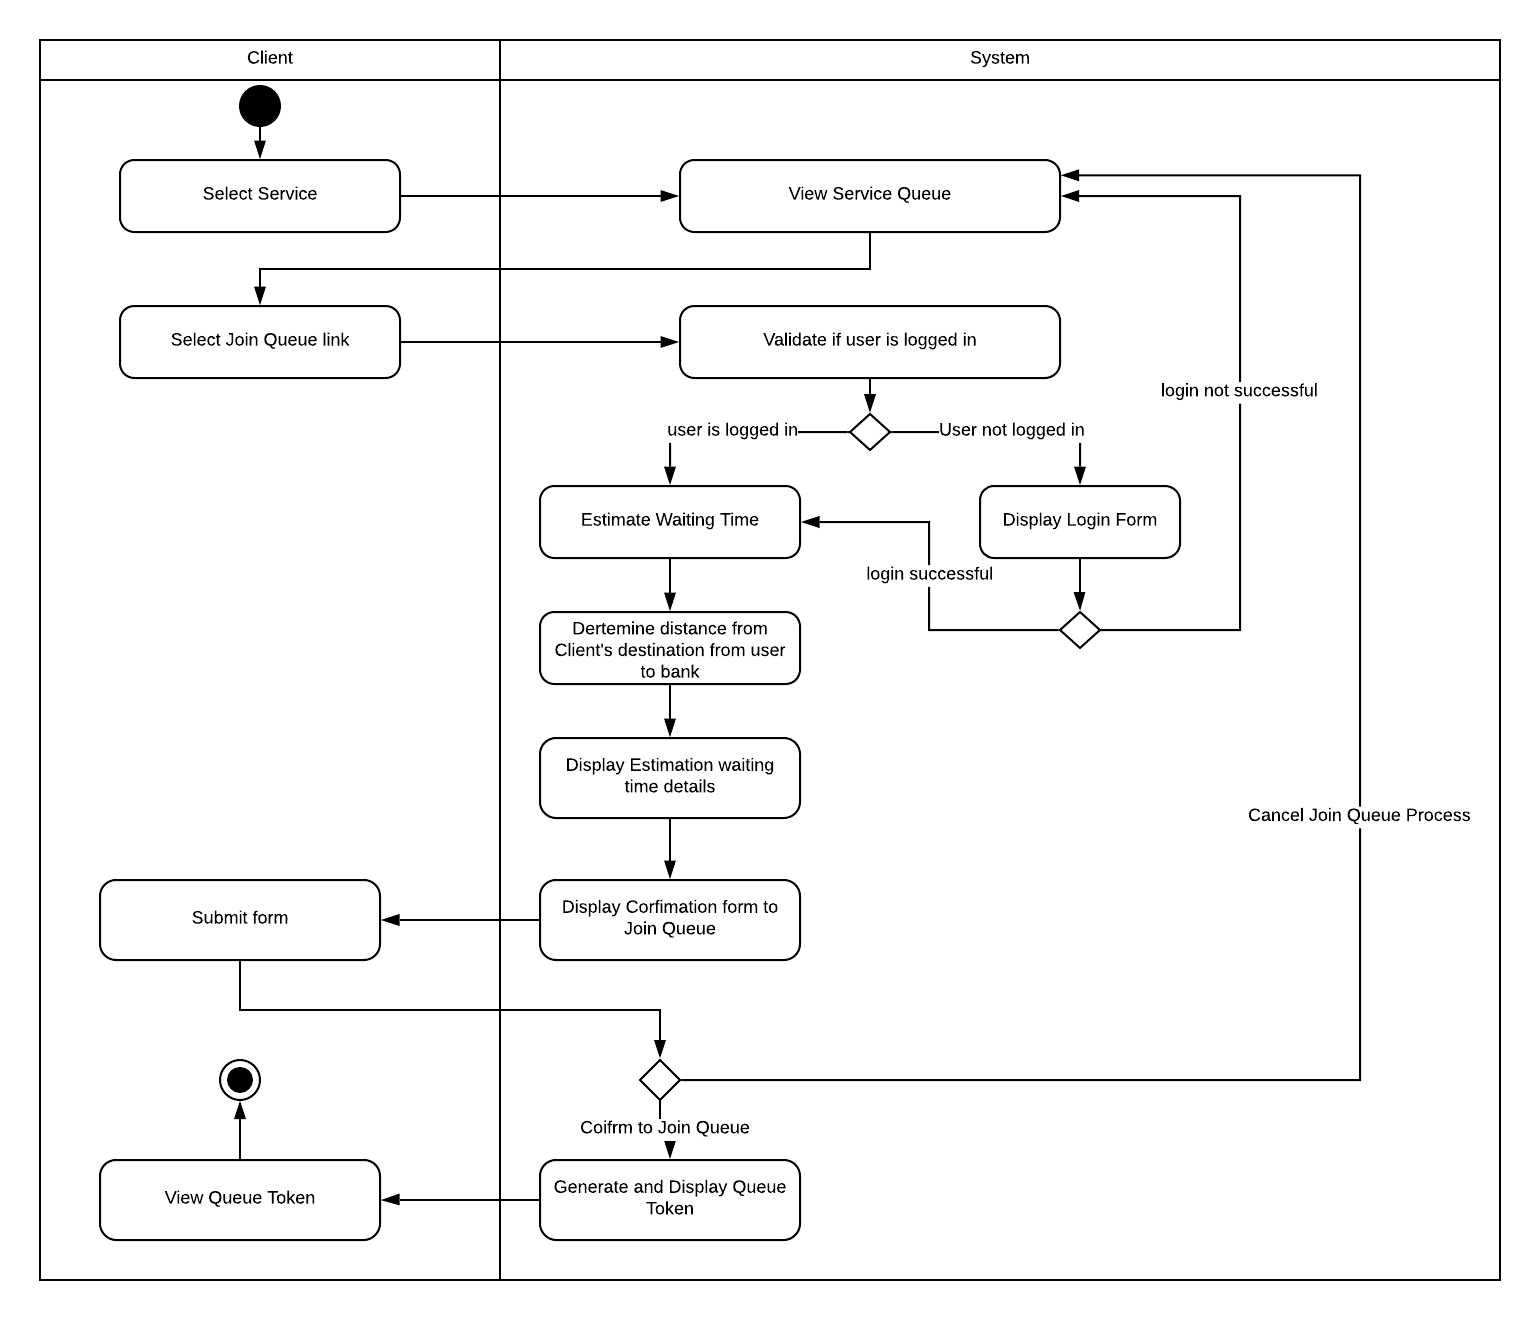 Client
System
Select Service
View Service Queue
Select Join Queue link
Validate if user is logged in
login not successful
user is logged in
User not logged in
Estimate Waiting Time
Display Login Form
login successful
Dertemine distance from
Client's destination from user
to bank
Display Estimation waiting
time details
Cancel Join Queue Process
Submit form
Display Corfimation form to
Join Queue
Coifrm to Join Queue
View Queue Token
Generate and Display Queue
Token